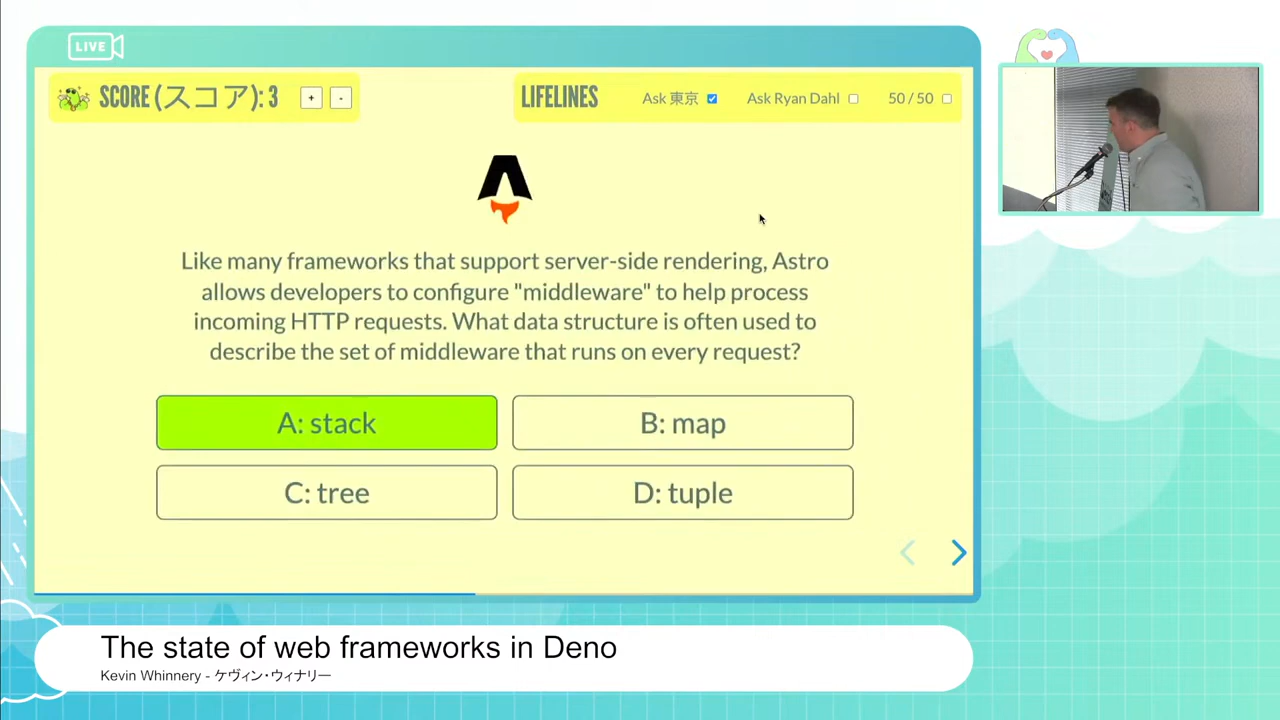 LIVE
SCORE (スコア): 3
+
-
LIFELINES
Ask 東京
Ask Ryan Dahl
50 / 50
Like many frameworks that support server-side rendering, Astro
allows developers to configure "middleware" to help process
incoming HTTP requests. What data structure is often used to
describe the set of middleware that runs on every request?
A: stack
B: map
C: tree
D: tuple
The state of web frameworks in Deno
Kevin Whinnery - ケヴィン・ウィナリー